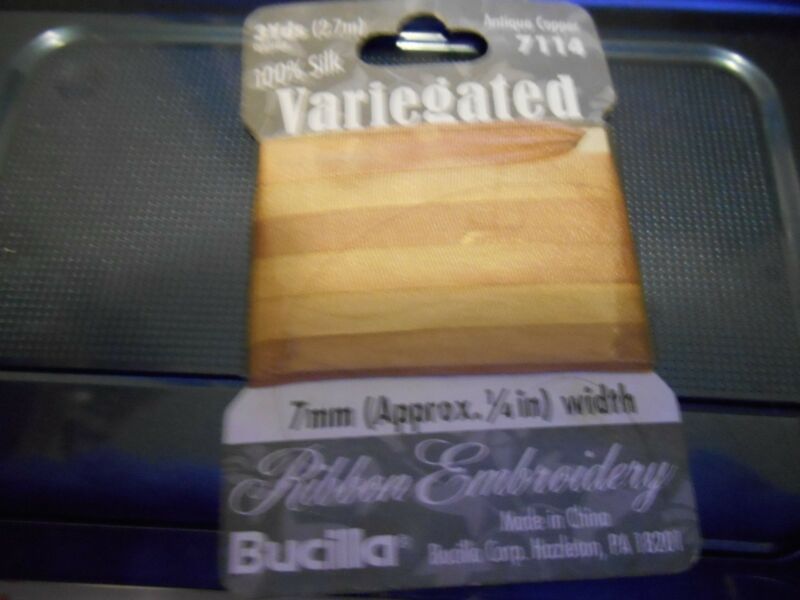 3Yds. (2.7m)
Antique Copper
7114
100% Silk
Variegated
7mm (Approx. 1/4 in) width
Ribbon Embroidery
Made in China
Bucilla®
Bucilla Corp. Hazleton, PA 18201